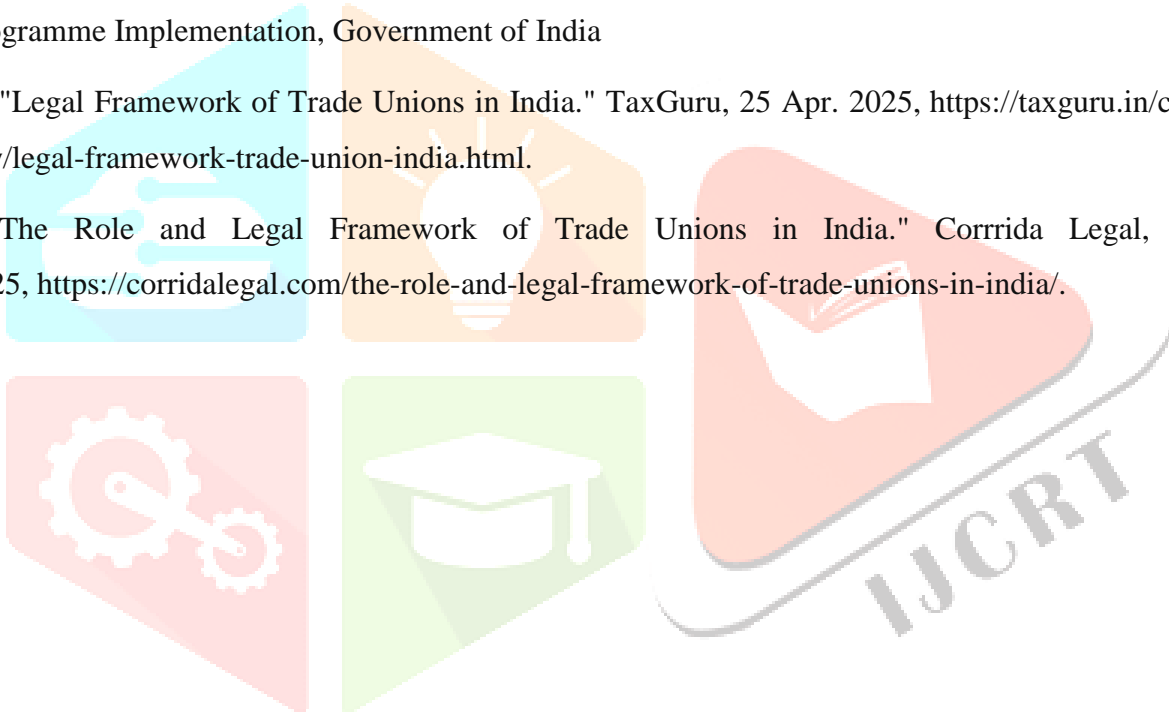 ogramme Implementation, Government of India
"Legal Framework of Trade Unions in India." TaxGuru, 25 Apr. 2025, https://taxguru.in/c
/legal-framework-trade-union-india.html.
The Role and Legal Framework of Trade Unions in India." Corrrida Legal,
25, https://corridalegal.com/the-role-and-legal-framework-of-trade-unions-in-india/.
IJCRT